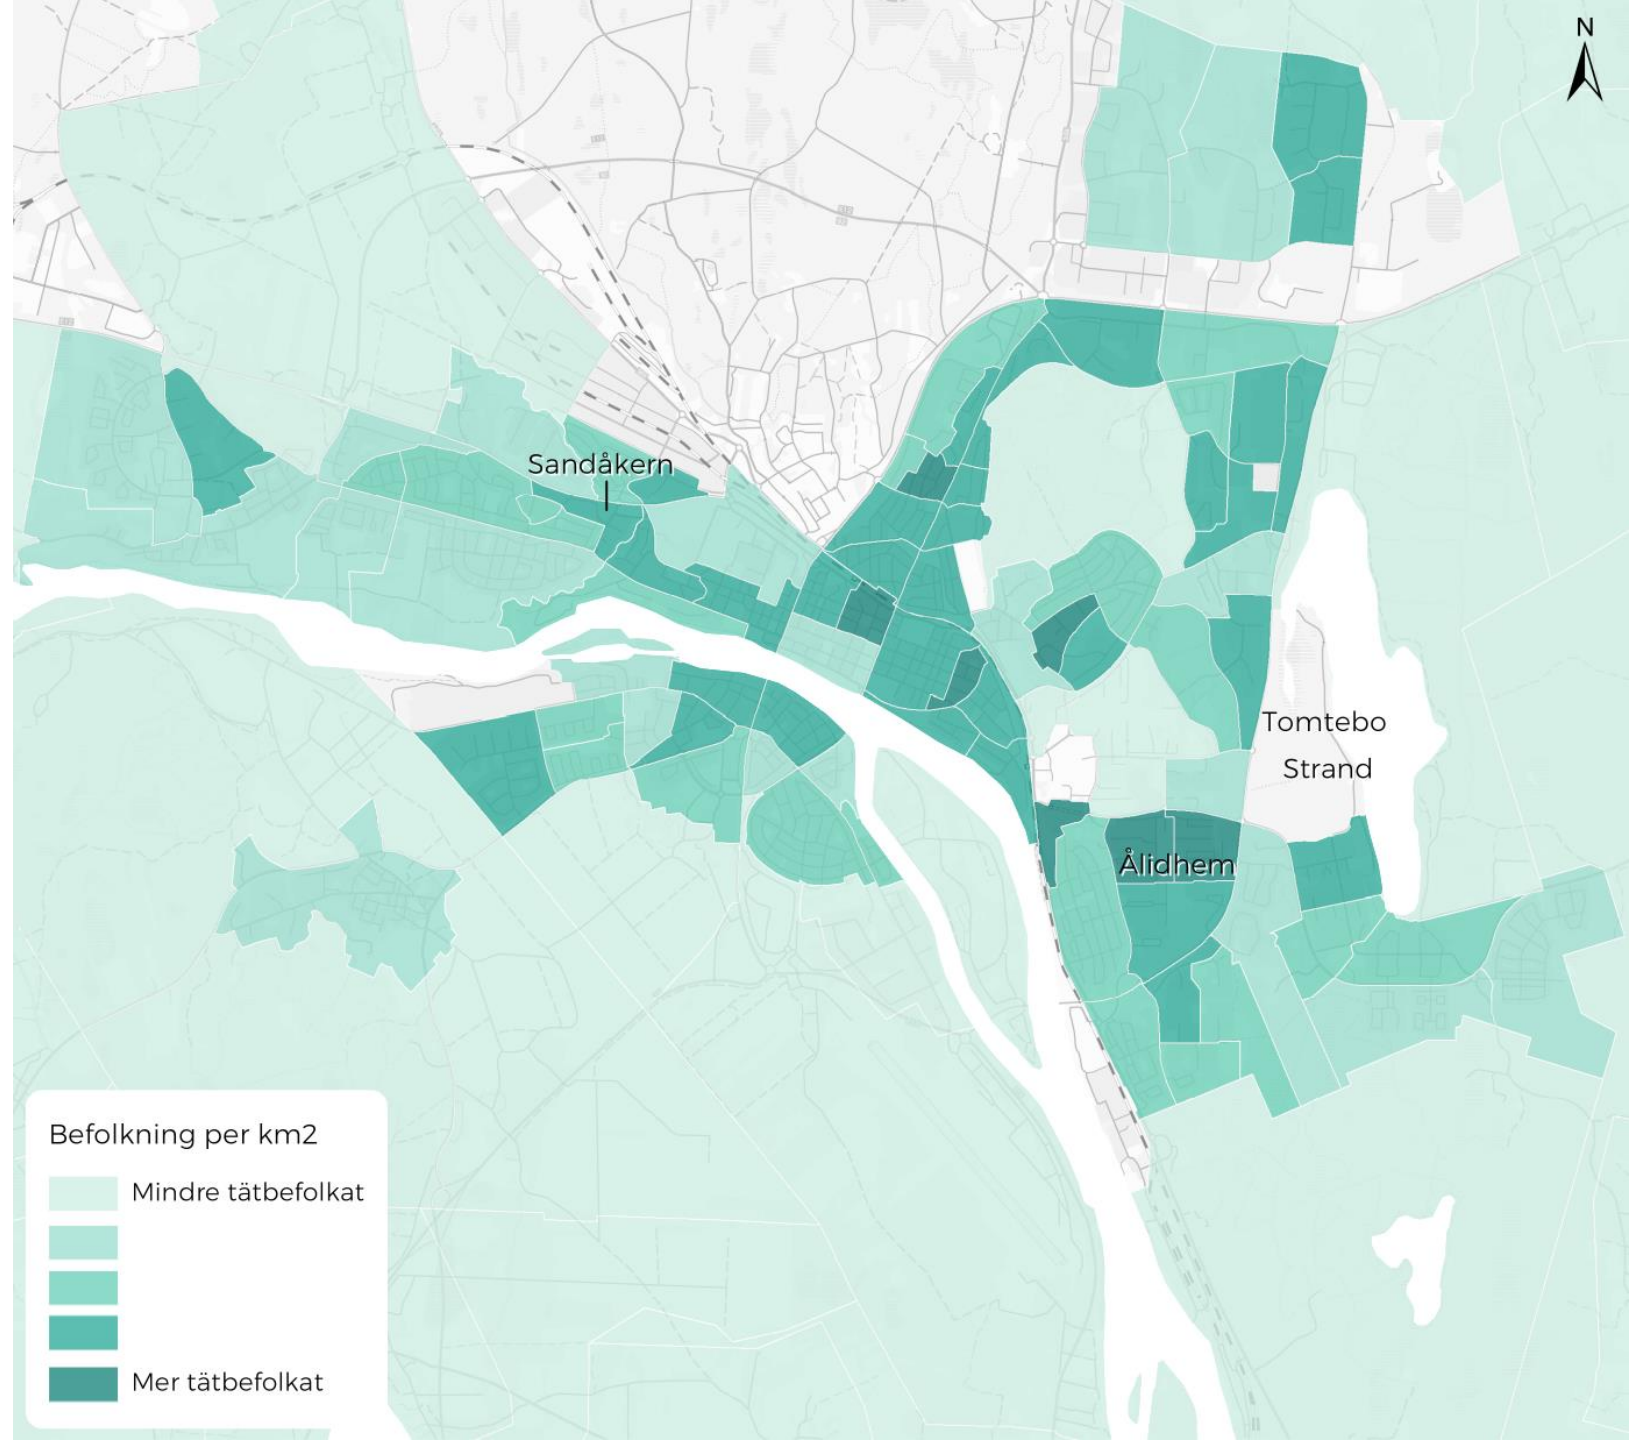 N
Sandåkern
Tomtebo
Strand
Ålidhem
Befolkning per km2
Mindre tätbefolkat
Mer tätbefolkat